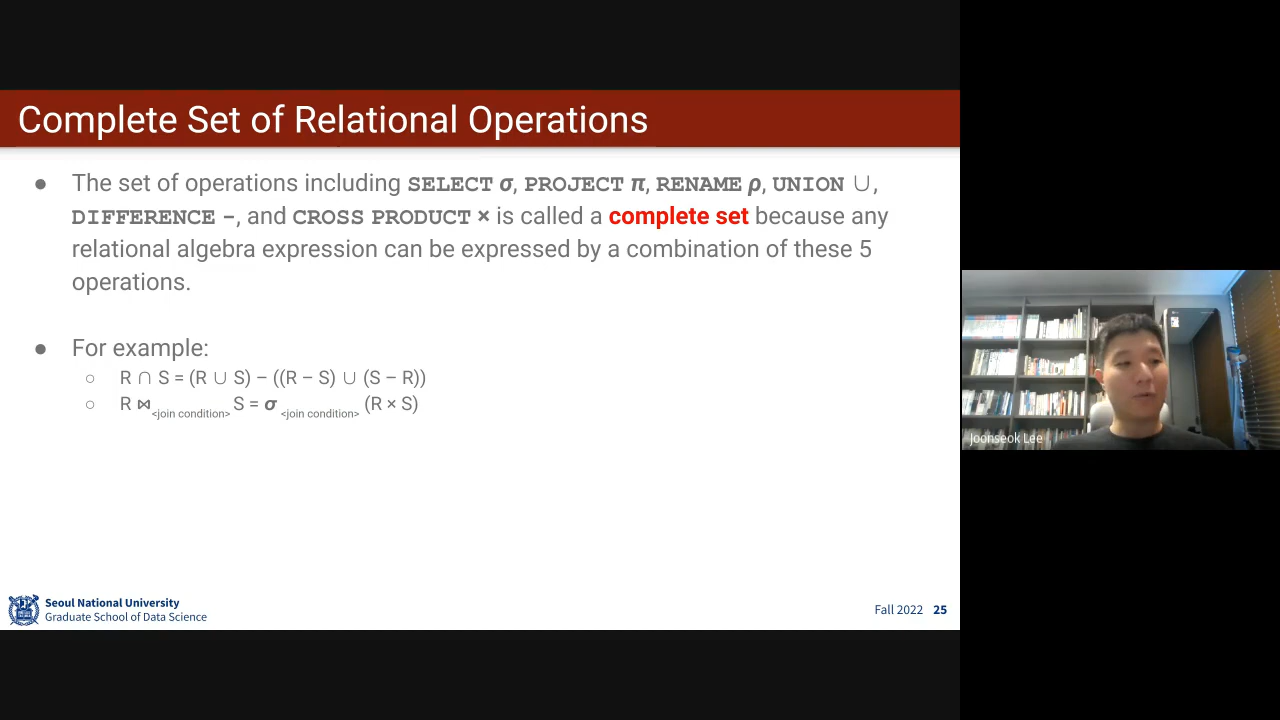 Complete Set of Relational Operations
● The set of operations including SELECT σ, PROJECT π, RENAME ρ, UNION ∪,
DIFFERENCE −, and CROSS PRODUCT × is called a complete set because any
relational algebra expression can be expressed by a combination of these 5
operations.
● For example:
○ R ∩ S = (R ∪ S) − ((R − S) ∪ (S − R))
○ R ⋈<join condition> S = σ <join condition> (R × S)
Joonseok Lee
Seoul National University
Graduate School of Data Science
Fall 2022 25